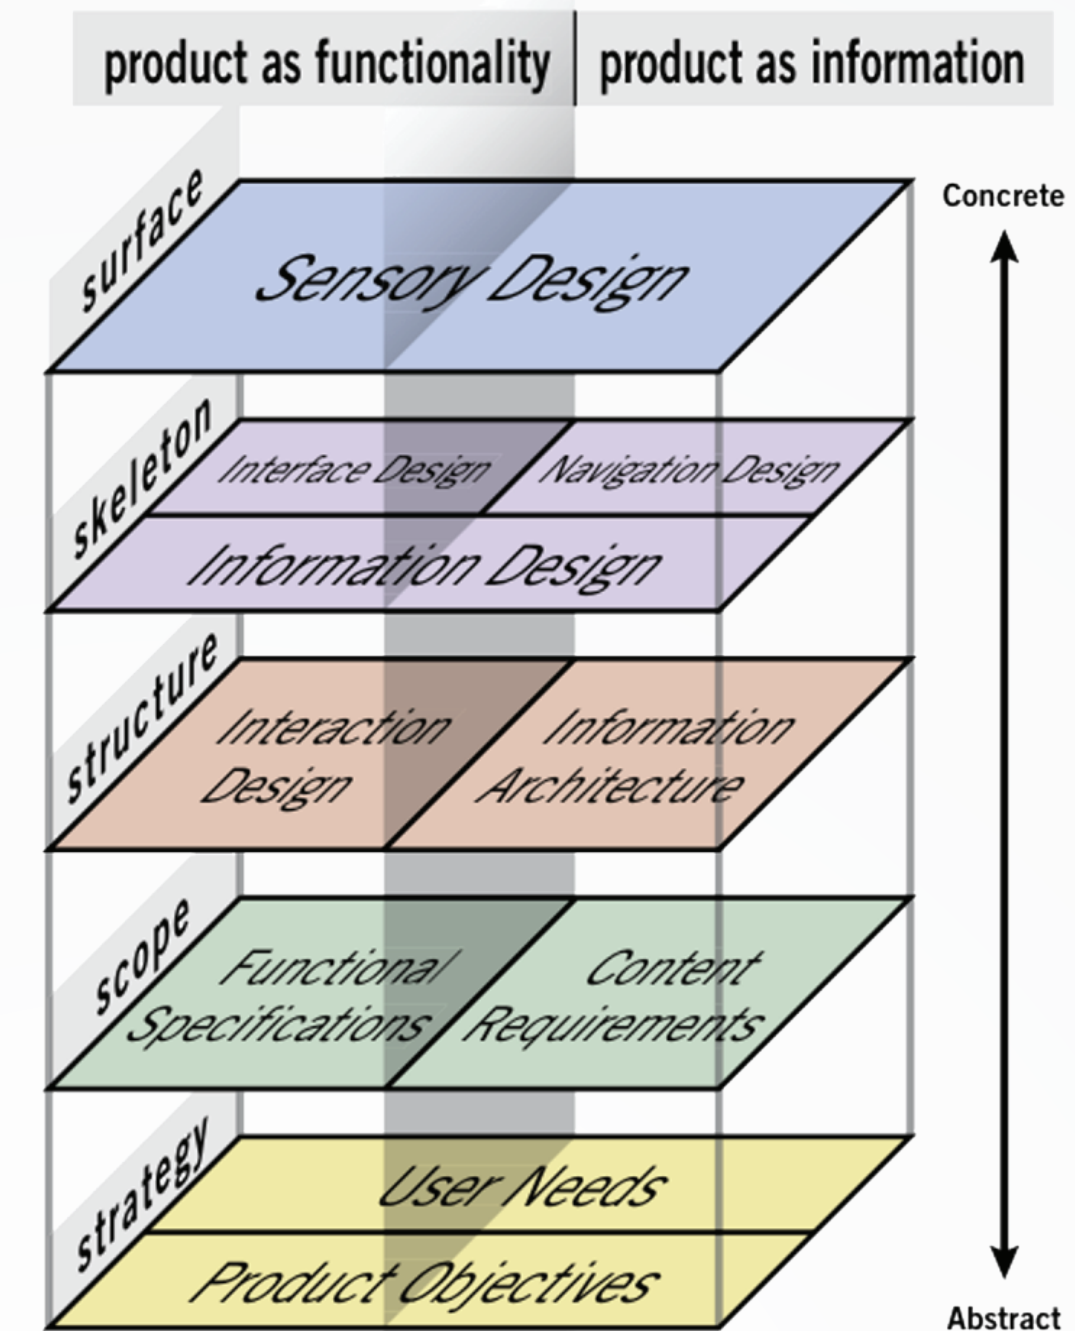 product as functionality
product as information
Concrete
surface
Sensory Design
skeleton
Interface Design
Navigation Design
Information Design
structure
Interaction
Design
Information
Architecture
scope
Functional
Specifications
Content
Requirements
strategy
User Needs
Product Objectives
Abstract